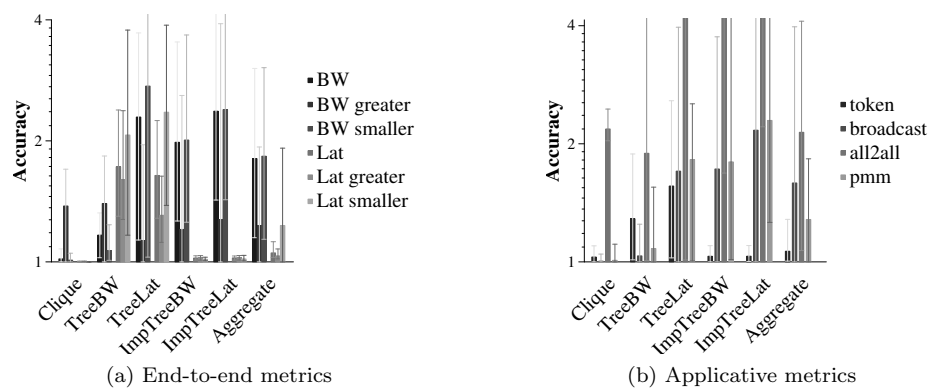 4
2
1
Accuracy
BW
BW greater
BW smaller
Lat
Lat greater
Lat smaller
Clique
TreeBW
TreeLat
ImpTreeBW
ImpTreeLat
Aggregate
(a) End-to-end metrics
4
2
1
Accuracy
token
broadcast
all2all
pmm
Clique
TreeBW
TreeLat
ImpTreeBW
ImpTreeLat
Aggregate
(b) Applicative metrics